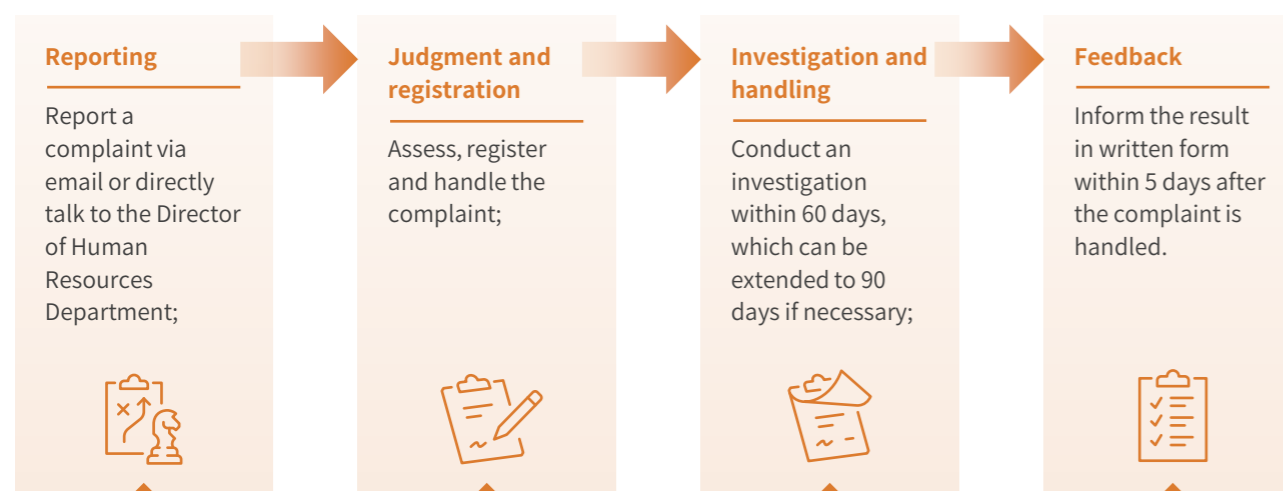 Reporting
Report a
complaint via
email or directly
talk to the Director
of Human
Resources
Department;
Judgment and
registration
Assess, register
and handle the
complaint;
Investigation and
handling
Conduct an
investigation
within 60 days,
which can be
extended to 90
days if necessary;
Feedback
Inform the result
in written form
within 5 days after
the complaint is
handled.